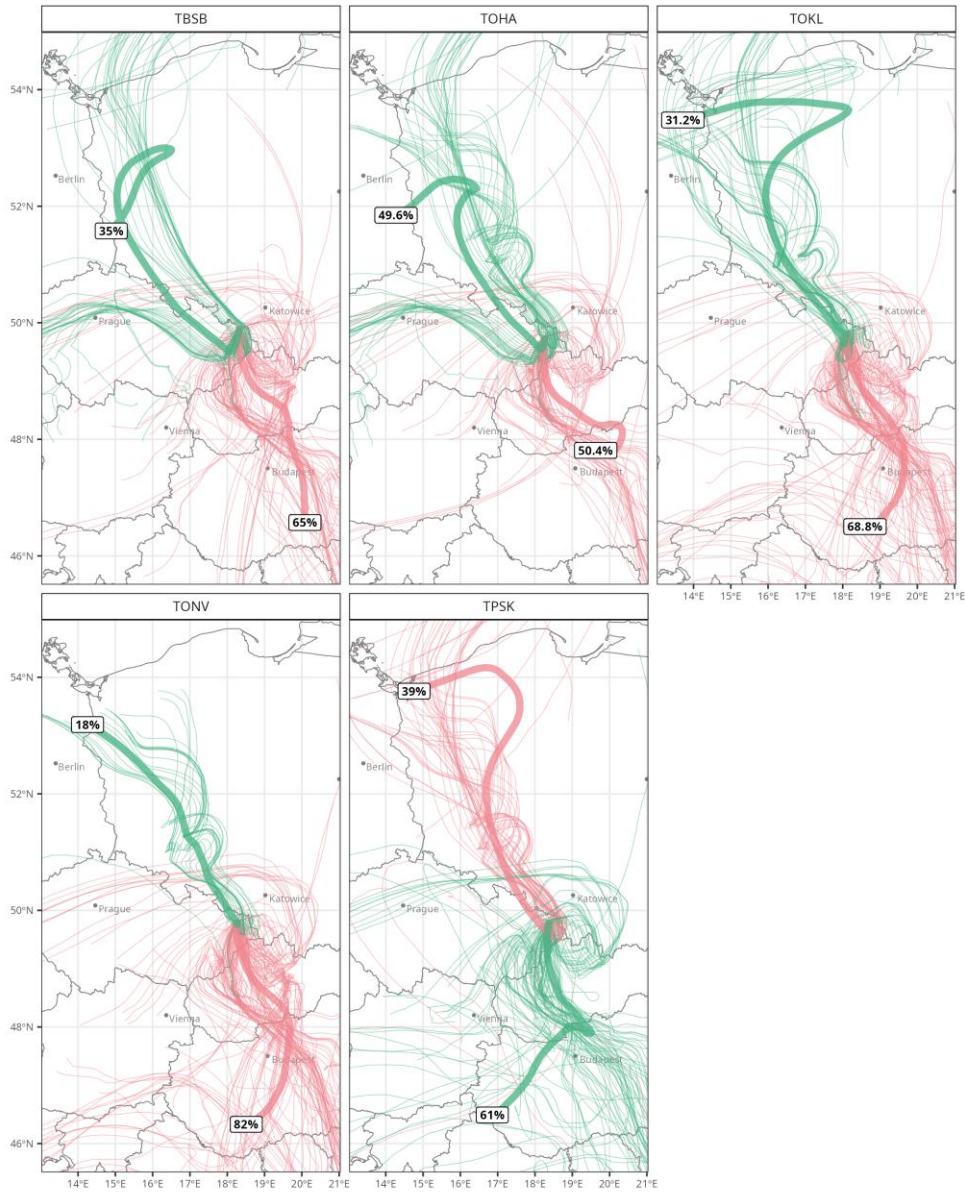 TBSB TOHA TOKL
54°N
31.2%
Berlin Berlin Berlin
52°N
49.6%
35%
Katowice Katowice Katowice
50°N
Prague Prague Prague
Vienna Vienna Vienna
48°N
50.4%
Budapest Budapest Budapest
65% 68.8%
46°N
14°E 15°E 16°E 17°E 18°E 19°E 20°E 21°E
TONV TPSK
54°N
39%
18%
Berlin Berlin
52°N
Katowice Katowice
50°N
Prague Prague
Vienna Vienna
48°N
Budapest Budapest
61%
82%
46°N
14°E 15°E 16°E 17°E 18°E 19°E 20°E 21°E 14°E 15°E 16°E 17°E 18°E 19°E 20°E 21°E